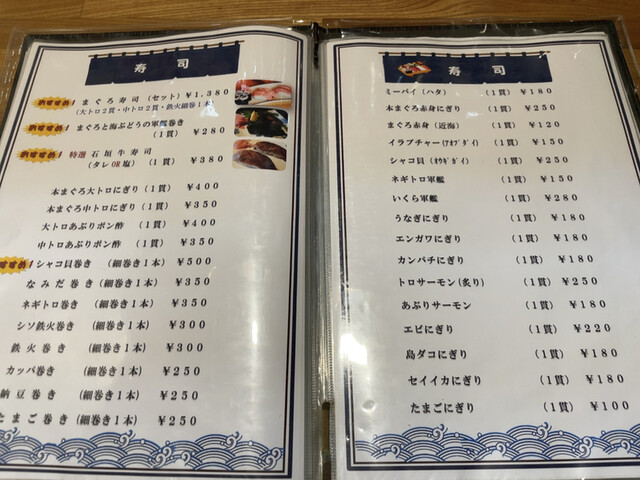 寿司
おすすめ! まぐろ寿司 (セット) ￥1,380
(大トロ2貫・中トロ2貫・鉄火細巻1本)
おすすめ! まぐろと海ぶどうの軍艦巻き
(1貫) ￥280
おすすめ! 特選 石垣牛寿司 (1貫) ￥380
(タレOR塩)
本まぐろ大トロにぎり (1貫) ￥400
本まぐろ中トロにぎり (1貫) ￥350
大トロあぶりポン酢 (1貫) ￥400
中トロあぶりポン酢 (1貫) ￥350
すすめ! シャコ貝巻き (細巻き1本) ￥500
なみだ巻き (細巻き1本) ￥350
ネギトロ巻き (細巻き1本) ￥350
シソ鉄火巻き (細巻き1本) ￥300
鉄火巻き (細巻き1本) ￥300
カッパ巻き (細巻き1本) ￥250
納豆巻き (細巻き1本) ￥250
たまご巻き (細巻き1本) ￥250
寿司
ミーバイ (ハタ) (1貫) ￥180
本まぐろ赤身にぎり (1貫) ￥250
まぐろ赤身 (近海) (1貫) ￥120
イラブチャー (ｱｵﾌﾞﾀﾞｲ) (1貫) ￥150
シャコ貝 (ｵｳｷﾞｶﾞｲ) (1貫) ￥250
ネギトロ軍艦 (1貫) ￥150
いくら軍艦 (1貫) ￥280
うなぎにぎり (1貫) ￥180
エンガワにぎり (1貫) ￥180
カンパチにぎり (1貫) ￥180
トロサーモン (炙り) (1貫) ￥250
あぶりサーモン (1貫) ￥180
エビにぎり (1貫) ￥220
島ダコにぎり (1貫) ￥180
セイイカにぎり (1貫) ￥180
たまごにぎり (1貫) ￥100